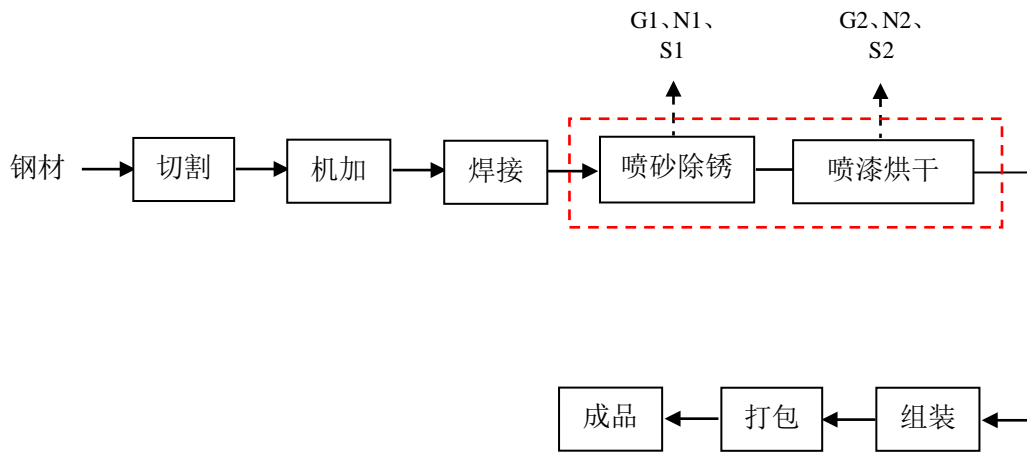 G1、N1、
S1
G2、N2、
S2
钢材
切割
机加
焊接
喷砂除锈
喷漆烘干
成品
打包
组装